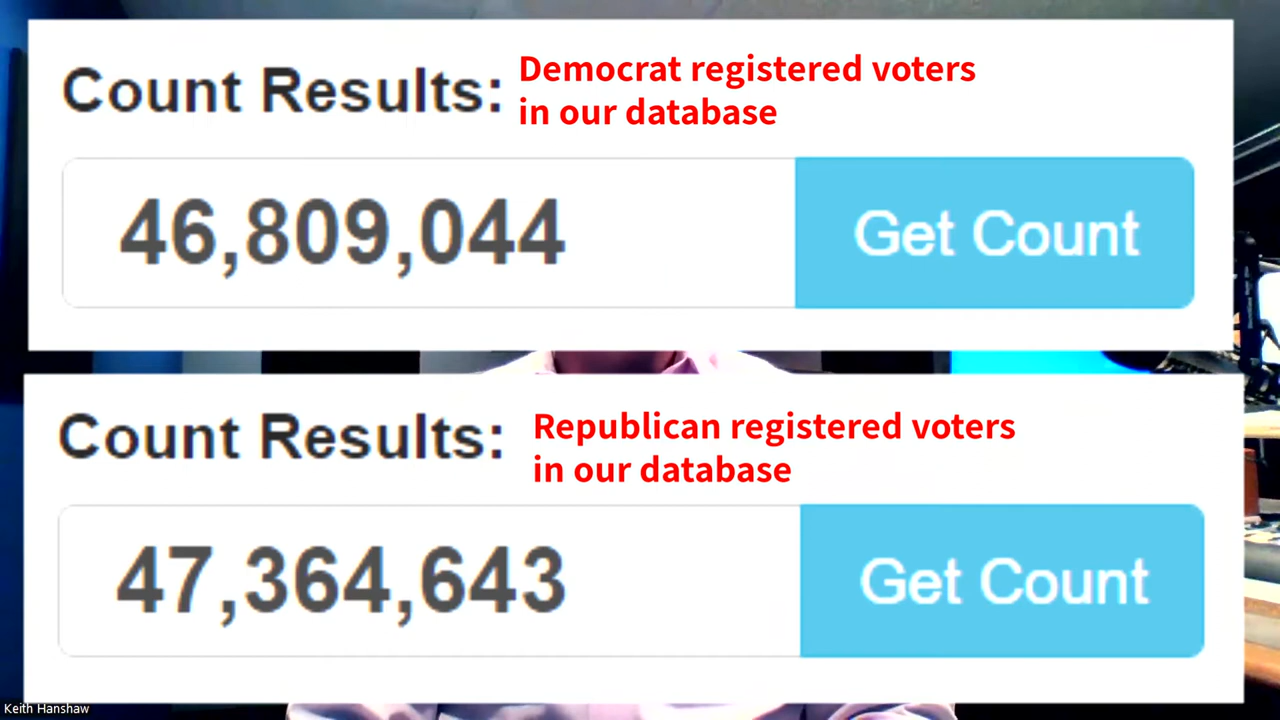 Count Results:
Democrat registered voters
in our database
46,809,044
Get Count
Count Results:
Republican registered voters
in our database
47,364,643
Get Count
Keith Hanshaw